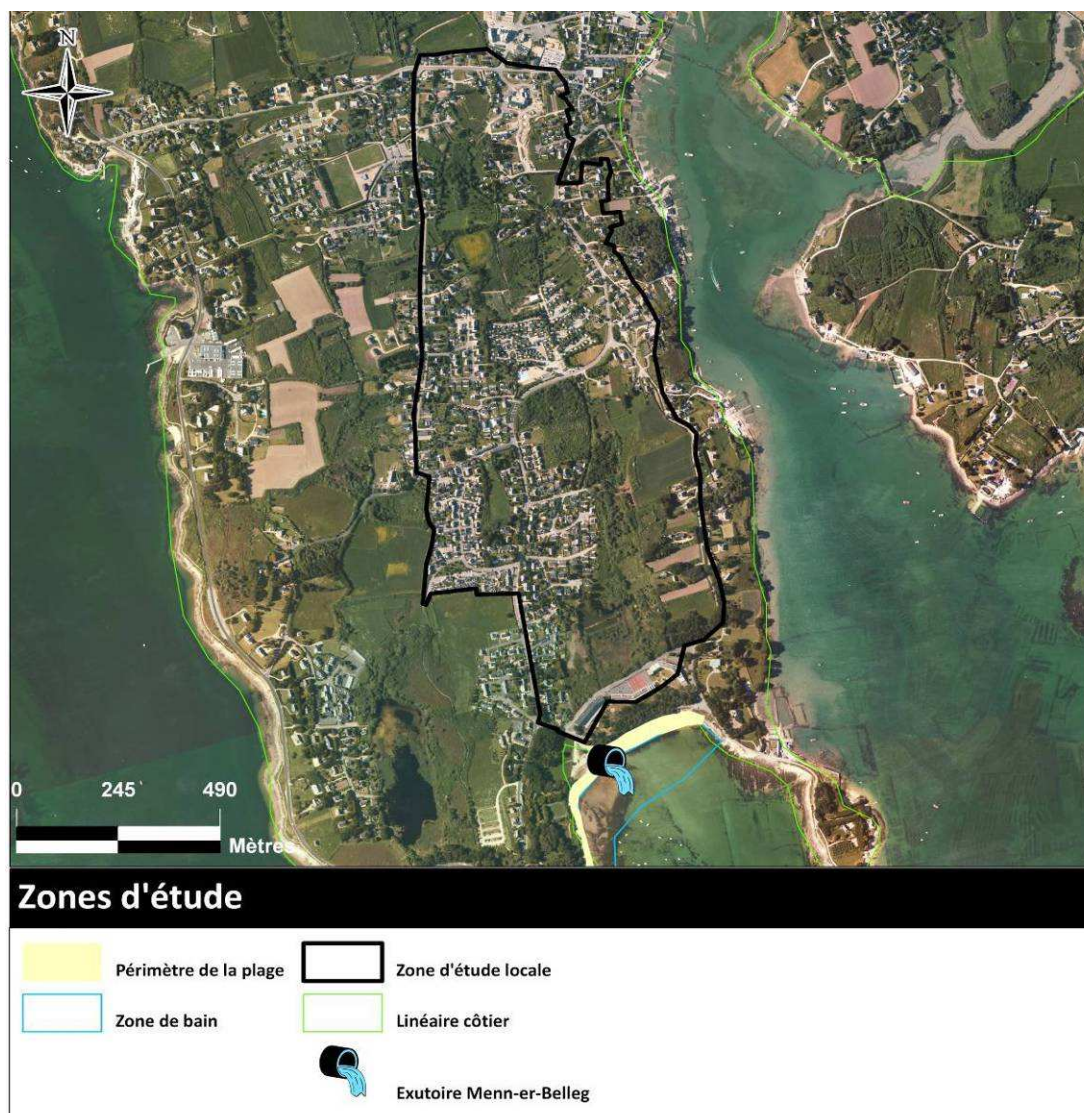 N
0 245` 490
Mètres
Zones d'étude
Périmètre de la plage Zone d'étude locale
Zone de bain Linéaire côtier
Exutoire Menn-er-Belleg